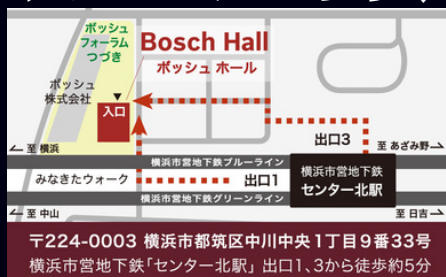 ボッシュ
フォーラム
つづき
Bosch Hall
ボッシュ ホール
ボッシュ
株式会社
入口
出口3
至 横浜
至 あざみ野
横浜市営地下鉄ブルーライン
みなきたウォーク
出口1
横浜市営地下鉄
センター北駅
横浜市営地下鉄グリーンライン
至 中山
至 日吉
〒224-0003 横浜市都筑区中川中央1丁目9番33号
横浜市営地下鉄「センター北駅」出口1、3から徒歩約5分